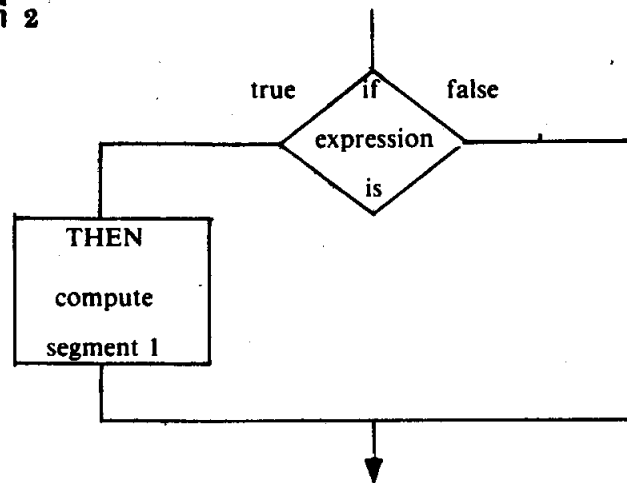 2
true if false
expression
is
THEN
compute
segment 1